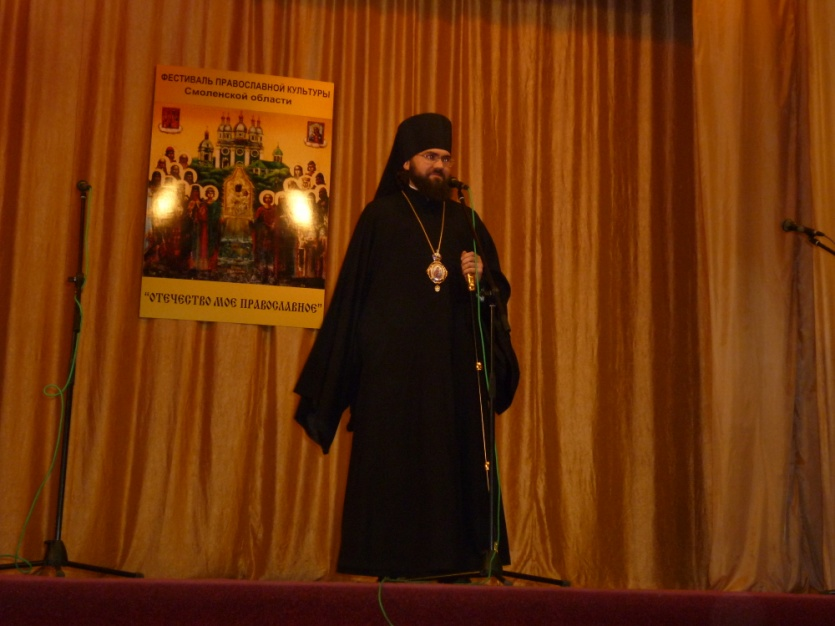 ФЕСТИВАЛЬ ПРАВОСЛАВНОЙ КУЛЬТУРЫ
Смоленской области
"ОТЕЧЕСТВО МОЕ ПРАВОСЛАВНОЕ"